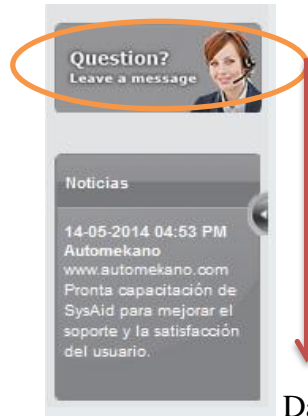 Question?
Leave a message
Noticias
14-05-2014 04:53 PM
Automekano
www.automekano.com
Pronta capacitación de
SysAid para mejorar el
soporte y la satisfacción
del usuario.